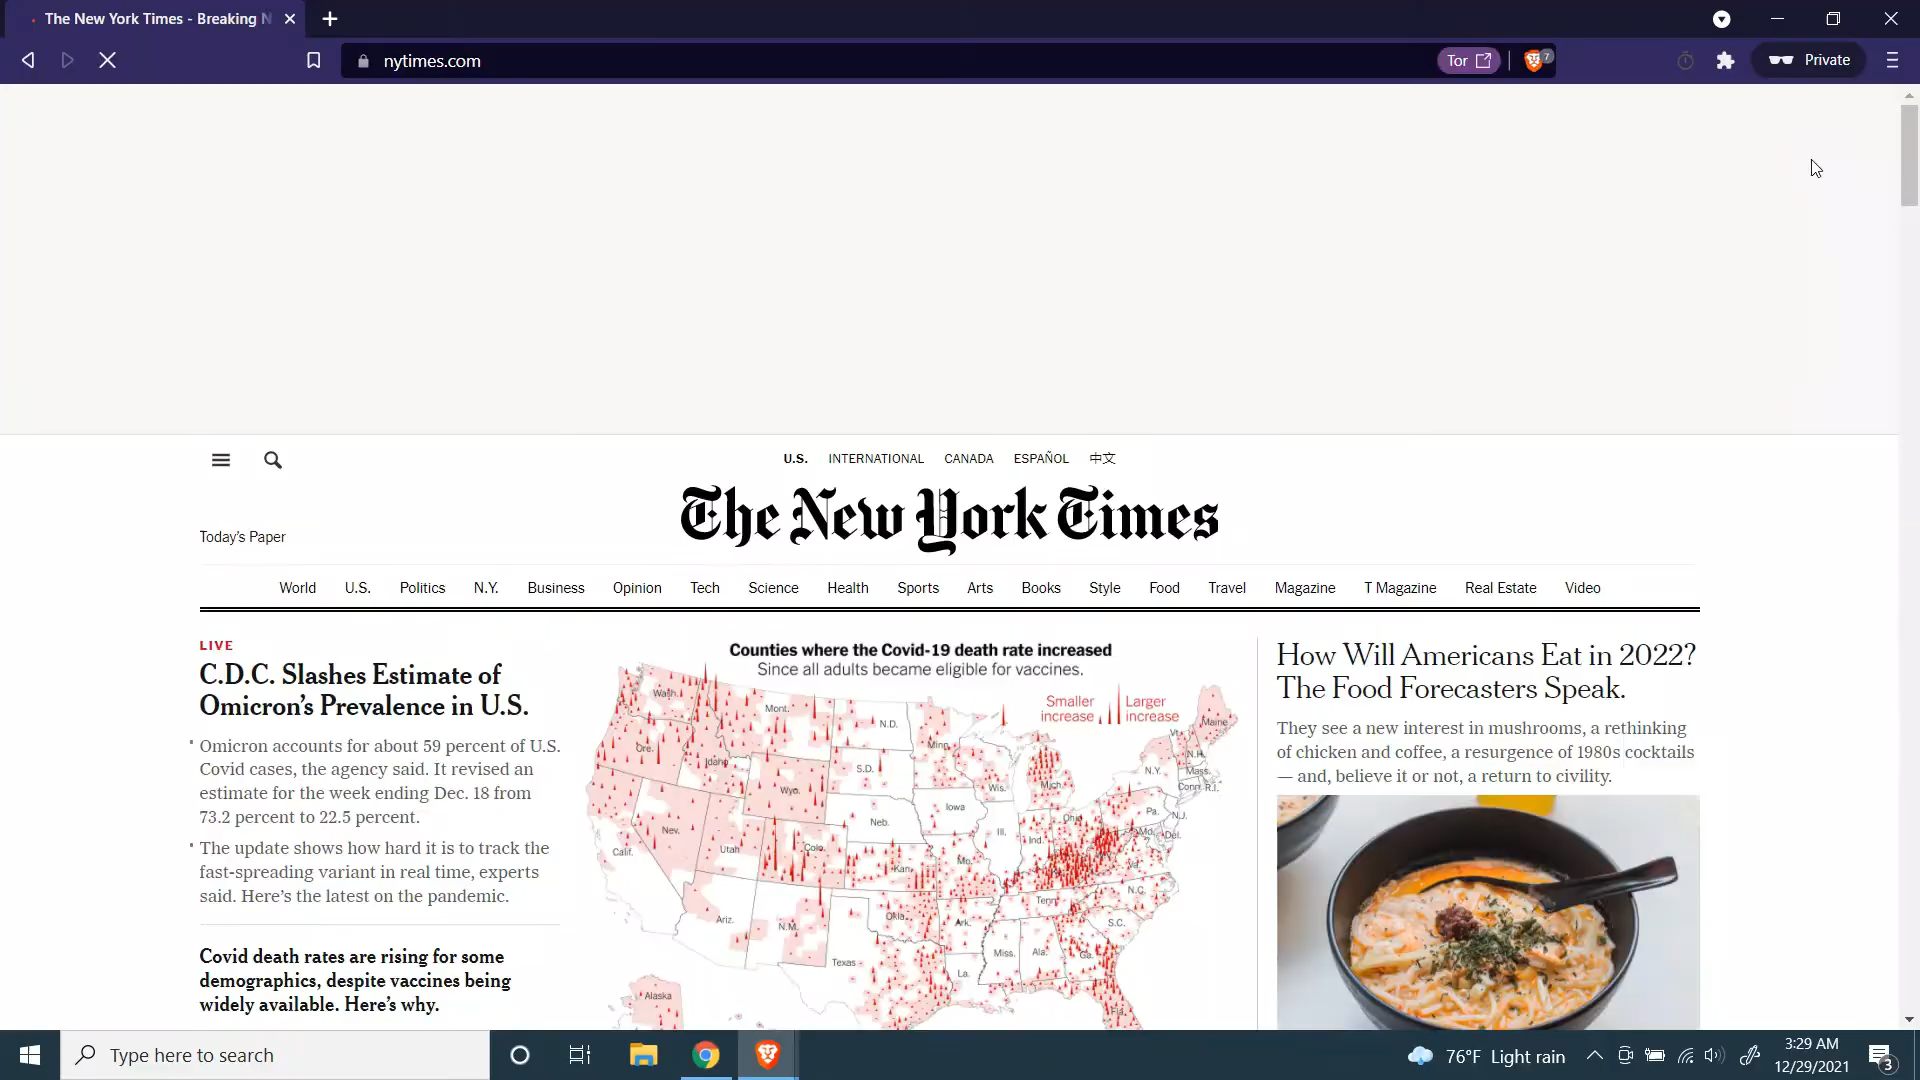 The New York Times - Breaking N
nytimes.com
Tor
7
Private
U.S. INTERNATIONAL CANADA ESPAÑOL 中文
The New York Times
Today's Paper
World U.S. Politics N.Y. Business Opinion Tech Science Health Sports Arts Books Style Food Travel Magazine T Magazine Real Estate Video
LIVE
C.D.C. Slashes Estimate of
Omicron's Prevalence in U.S.
Omicron accounts for about 59 percent of U.S.
Covid cases, the agency said. It revised an
estimate for the week ending Dec. 18 from
73.2 percent to 22.5 percent.
The update shows how hard it is to track the
fast-spreading variant in real time, experts
said. Here's the latest on the pandemic.
Covid death rates are rising for some
demographics, despite vaccines being
widely available. Here's why.
Counties where the Covid-19 death rate increased
Since all adults became eligible for vaccines.
Smaller increase
Larger increase
Wash. Mont. N.D. Minn. Maine
Ore. Idaho S.D. Wis. Mich. N.Y. Vt. N.H. Mass.
Wyo. Iowa Conn. R.I.
Nev. Neb. Ill. Ind. Ohio Pa. N.J.
Calif. Utah Colo. Kan. Mo. Va. Md. Del.
Ariz. N.M. Okla. Ark. Tenn. N.C.
Texas La. Miss. Ala. Ga. S.C.
Alaska Fla.
How Will Americans Eat in 2022?
The Food Forecasters Speak.
They see a new interest in mushrooms, a rethinking
of chicken and coffee, a resurgence of 1980s cocktails
— and, believe it or not, a return to civility.
Type here to search
76°F Light rain
3:29 AM
12/29/2021
3